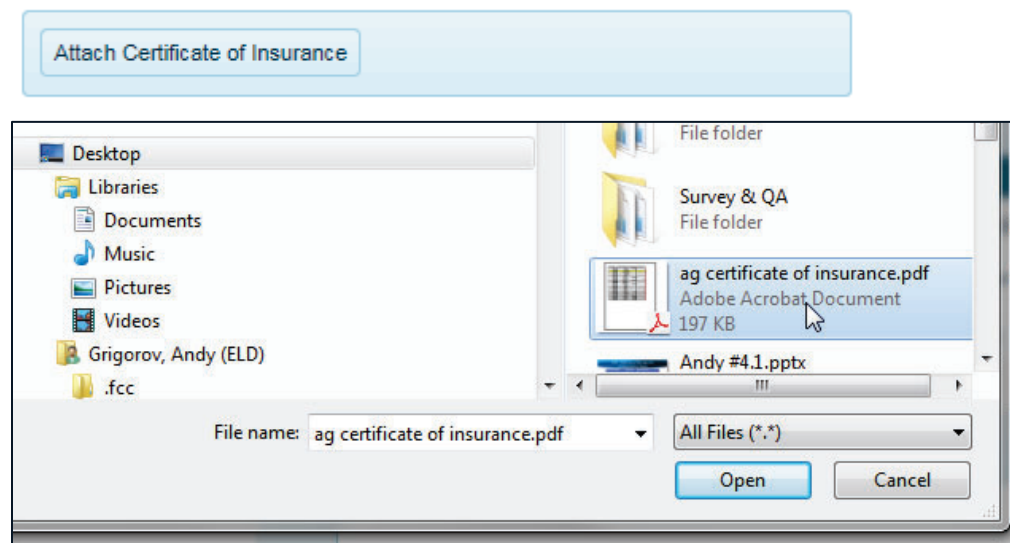 Attach Certificate of Insurance
Desktop
Libraries
Documents
Music
Pictures
Videos
Grigorov, Andy (ELD)
.fcc
File folder
Survey & QA
File folder
ag certificate of insurance.pdf
Adobe Acrobat Document
197 KB
Andy #4.1.pptx
File name: ag certificate of insurance.pdf All Files (*.*)
Open Cancel